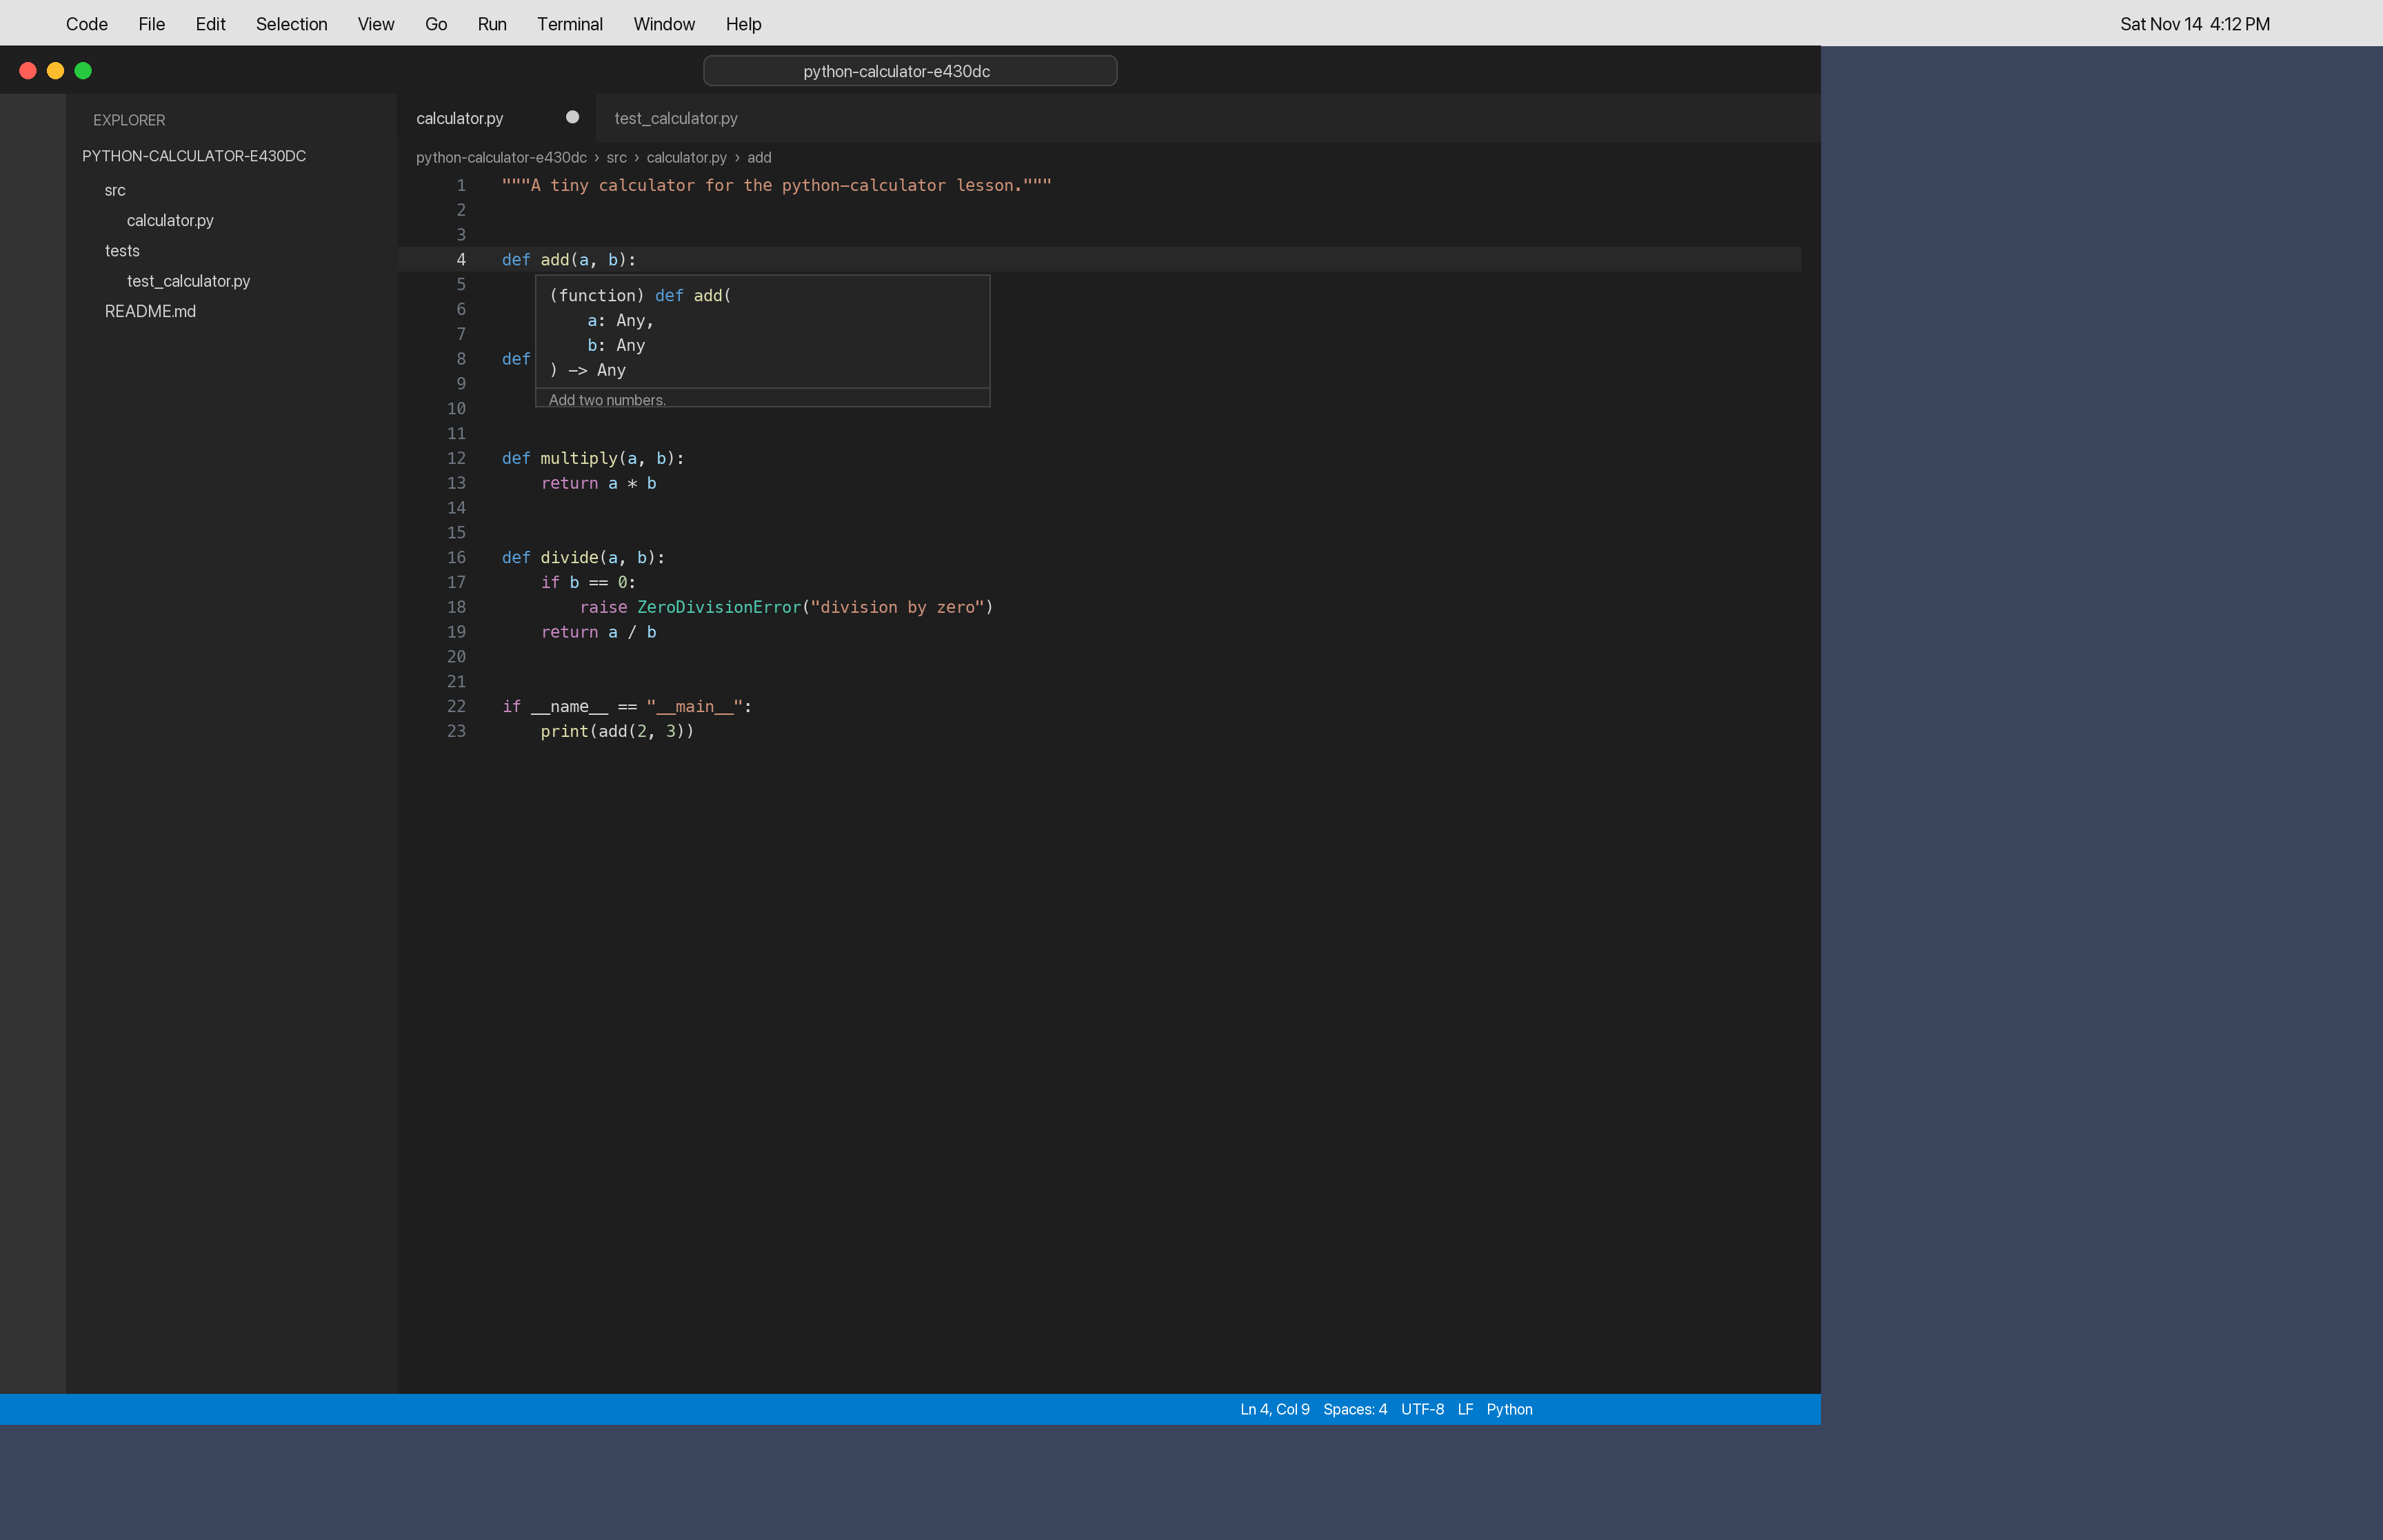 Code File Edit Selection View Go Run Terminal Window Help Sat Nov 14 4:12 PM
python-calculator-e430dc
EXPLORER
PYTHON-CALCULATOR-E430DC
src
calculator.py
tests
test_calculator.py
README.md
calculator.py test_calculator.py
python-calculator-e430dc › src › calculator.py › add
1 """A tiny calculator for the python-calculator lesson."""
2
3
4 def add(a, b):
5
6
7
8 def
9
10
11
(function) def add(
    a: Any,
    b: Any
) -> Any
Add two numbers.
12 def multiply(a, b):
13     return a * b
14
15
16 def divide(a, b):
17     if b == 0:
18         raise ZeroDivisionError("division by zero")
19     return a / b
20
21
22 if __name__ == "__main__":
23     print(add(2, 3))
Ln 4, Col 9 Spaces: 4 UTF-8 LF Python